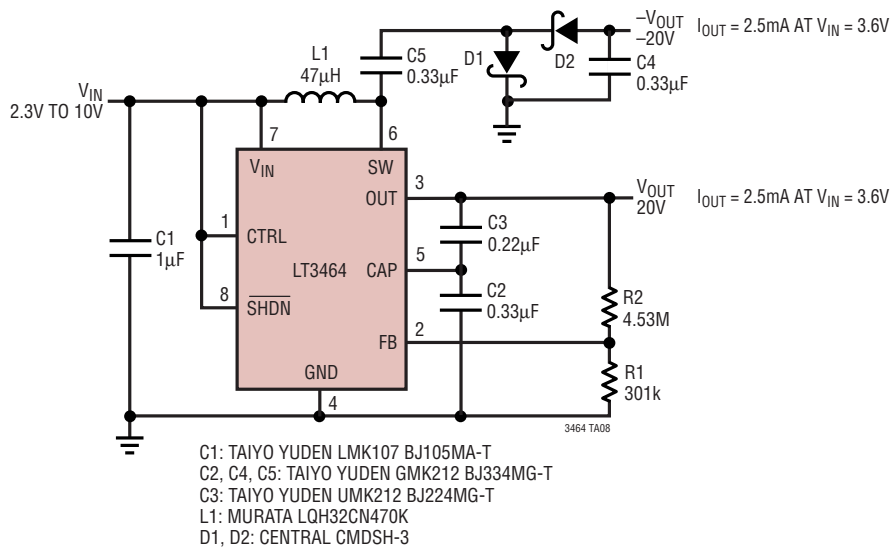 –VOUT
–20V
IOUT = 2.5mA AT VIN = 3.6V
D1
D2
C4
0.33µF
C5
0.33µF
L1
47µH
VIN
2.3V TO 10V
7
6
VIN
SW
OUT
3
VOUT
20V
IOUT = 2.5mA AT VIN = 3.6V
C1
1µF
1
CTRL
C3
0.22µF
LT3464
CAP
5
8
SHDN
C2
0.33µF
R2
4.53M
FB
2
GND
4
R1
301k
3464 TA08
C1: TAIYO YUDEN LMK107 BJ105MA-T
C2, C4, C5: TAIYO YUDEN GMK212 BJ334MG-T
C3: TAIYO YUDEN UMK212 BJ224MG-T
L1: MURATA LQH32CN470K
D1, D2: CENTRAL CMDSH-3